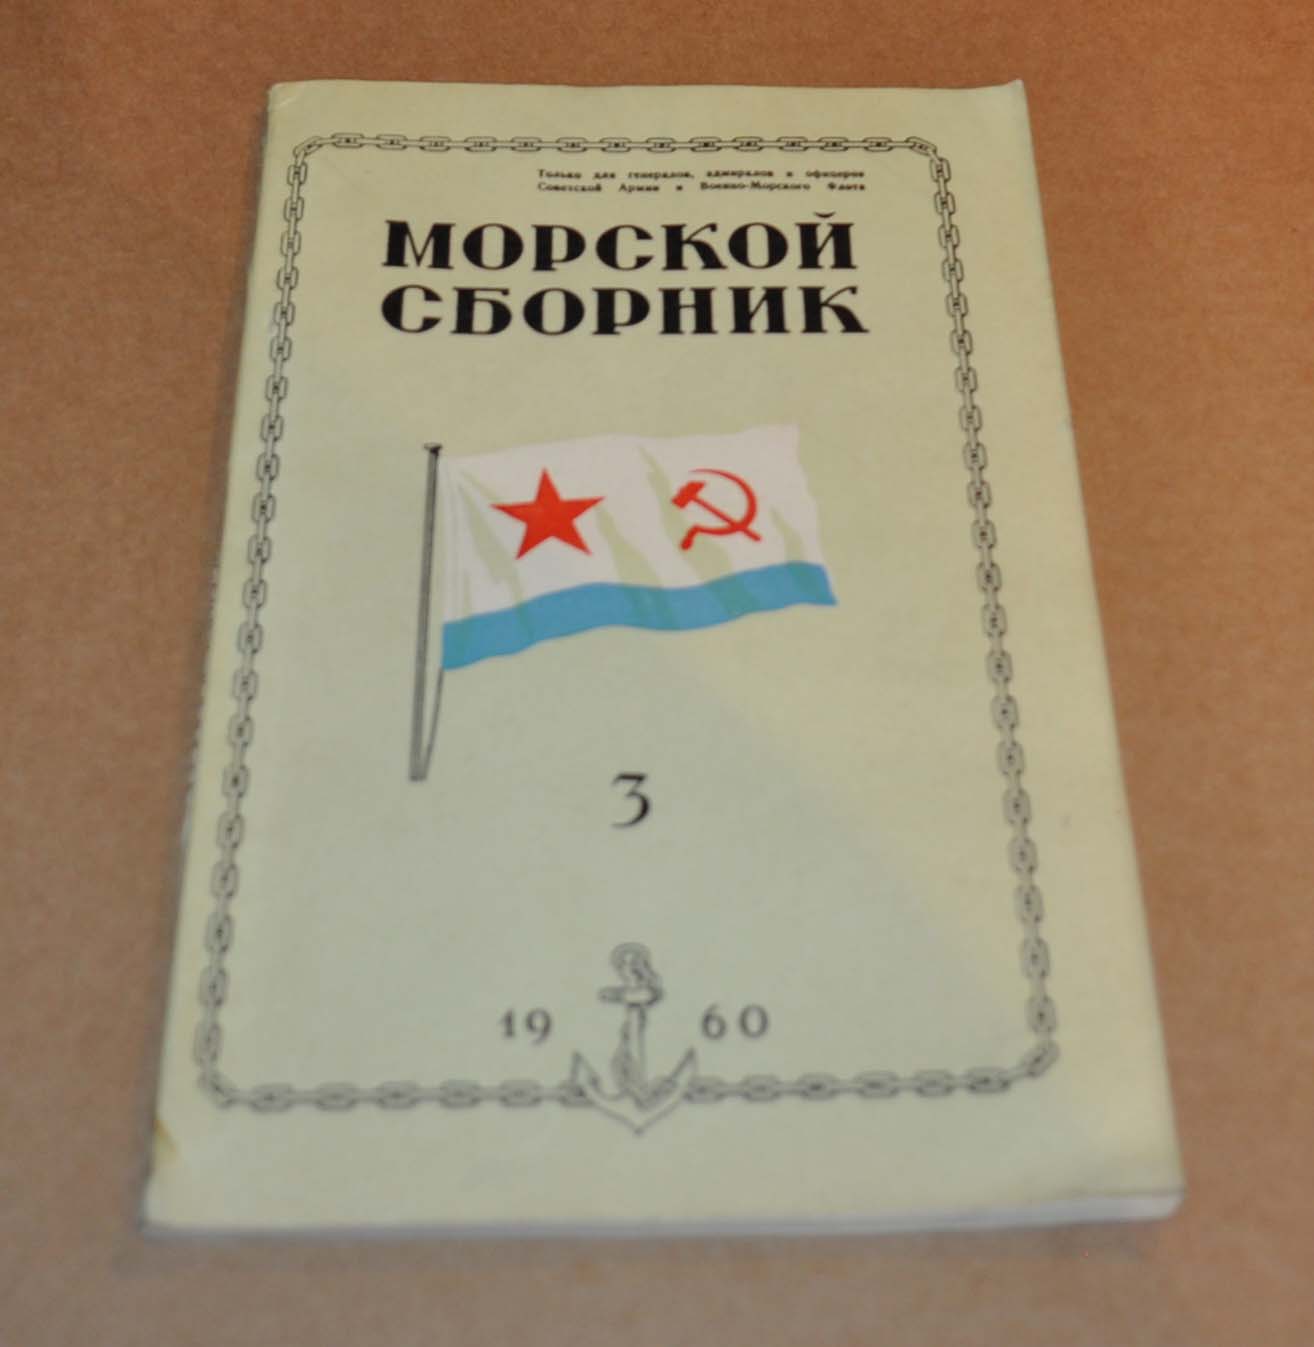 Только для генералов, адмиралов и офицеров
Советской Армии и Военно-Морского Флота
МОРСКОЙ
СБОРНИК
3
19 60